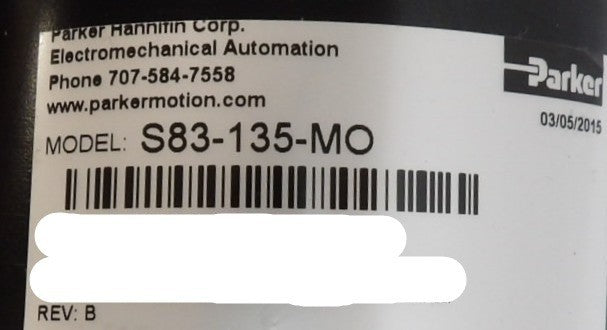 Parker Hannifin Corp.
Electromechanical Automation
Phone 707-584-7558
www.parkermotion.com
Parker
03/05/2015
MODEL: S83-135-MO
REV: B